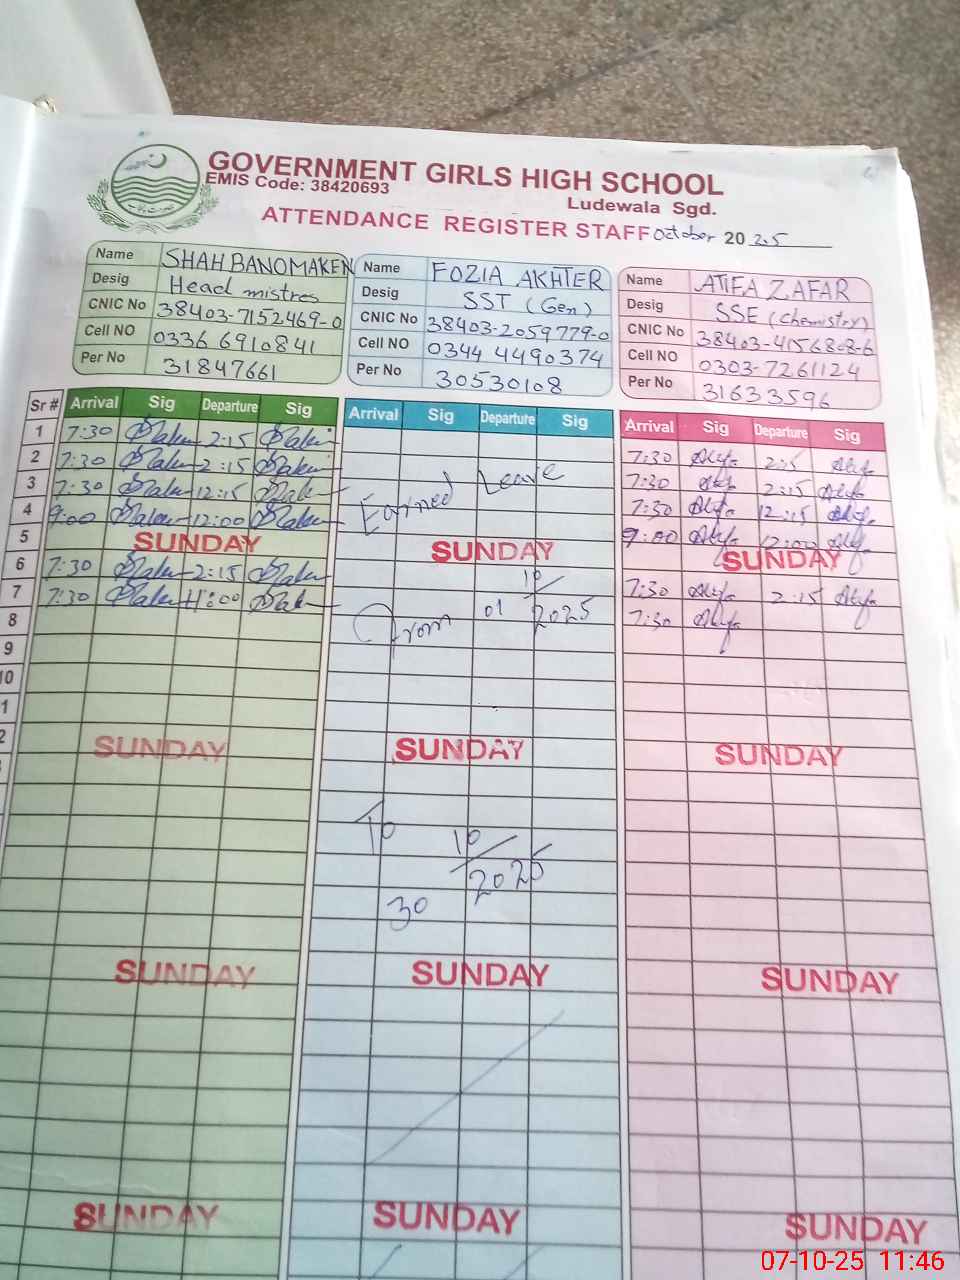 GOVERNMENT GIRLS HIGH SCHOOL
EMIS Code: 38420693
Ludewala Sgd.
ATTENDANCE REGISTER STAFF October 2025
Name SHAH BANO MAKEN
Desig Head mistres
CNIC No 38403-7152469-0
Cell NO 0336 6910841
Per No 31847661
Name FOZIA AKHTER
Desig SST (Gen)
CNIC No 38403-2059779-0
Cell NO 0344 4490374
Per No 30530108
Name ATIFA ZAFAR
Desig SSE (Chemistry)
CNIC No 38403-4156808-6
Cell NO 0303-7261124
Per No 31633596
Sr # Arrival Sig Departure Sig Arrival Sig Departure Sig Arrival Sig Departure Sig
1 7:30 2:15 7:30 2:15
2 7:30 2:15 7:30 2:15
3 7:30 12:15 Earned Leave 7:30 12:15
4 9:00 12:00 9:00 12:00
5 SUNDAY SUNDAY SUNDAY
6 7:30 2:15 7:30 2:15
7 7:30 11:00 From 01 10/2025 7:30
8
9
10
SUNDAY SUNDAY SUNDAY
To 30 10/2025
SUNDAY SUNDAY SUNDAY
SUNDAY SUNDAY SUNDAY
07-10-25 11:46